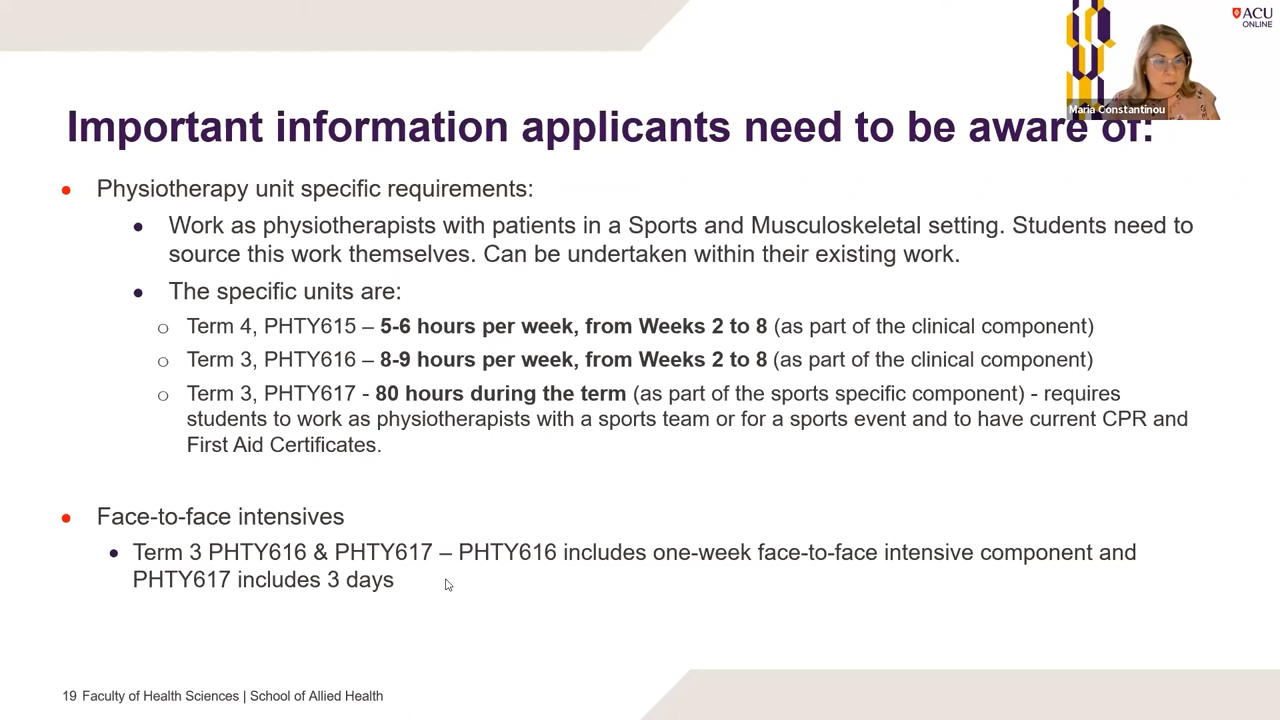 ACU
ONLINE
Maria Constantinou
Important information applicants need to be aware of:
• Physiotherapy unit specific requirements:
• Work as physiotherapists with patients in a Sports and Musculoskeletal setting. Students need to
source this work themselves. Can be undertaken within their existing work.
• The specific units are:
○ Term 4, PHTY615 – 5-6 hours per week, from Weeks 2 to 8 (as part of the clinical component)
○ Term 3, PHTY616 – 8-9 hours per week, from Weeks 2 to 8 (as part of the clinical component)
○ Term 3, PHTY617 - 80 hours during the term (as part of the sports specific component) - requires
students to work as physiotherapists with a sports team or for a sports event and to have current CPR and
First Aid Certificates.
• Face-to-face intensives
• Term 3 PHTY616 & PHTY617 – PHTY616 includes one-week face-to-face intensive component and
PHTY617 includes 3 days
19 Faculty of Health Sciences | School of Allied Health